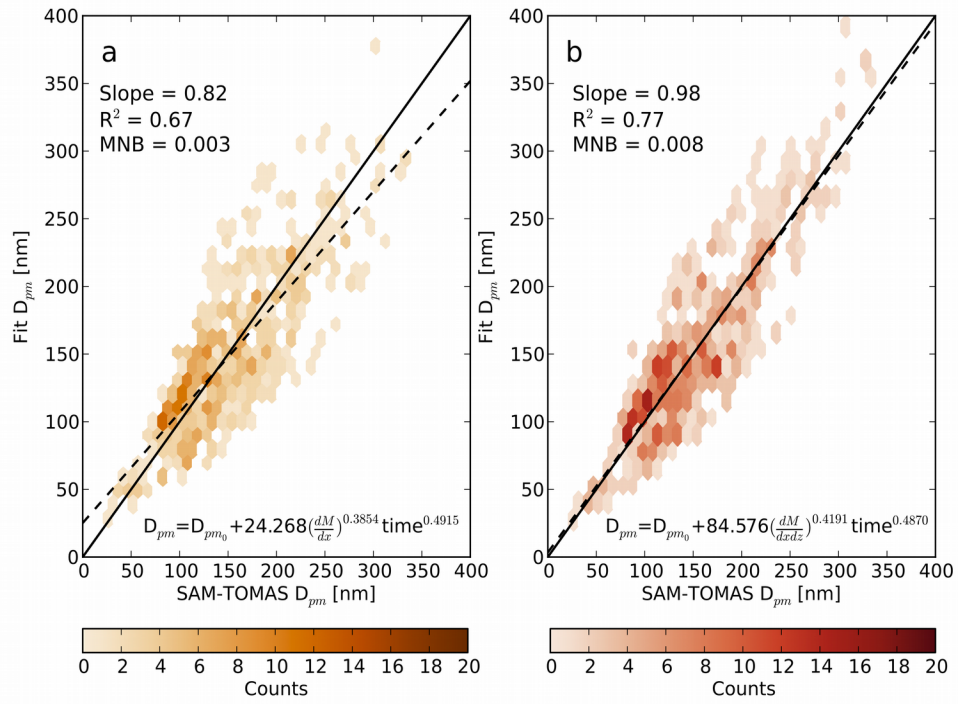 a
Slope = 0.82
R² = 0.67
MNB = 0.003
400
350
300
250
200
150
100
50
0
Fit D_pm [nm]
D_pm=D_pm₀+24.268(dM/dx)^0.3854 time^0.4915
0 50 100 150 200 250 300 350 400
SAM-TOMAS D_pm [nm]
0 2 4 6 8 10 12 14 16 18 20
Counts
b
Slope = 0.98
R² = 0.77
MNB = 0.008
400
350
300
250
200
150
100
50
0
Fit D_pm [nm]
D_pm=D_pm₀+84.576(dM/dxdz)^0.4191 time^0.4870
0 50 100 150 200 250 300 350 400
SAM-TOMAS D_pm [nm]
0 2 4 6 8 10 12 14 16 18 20
Counts